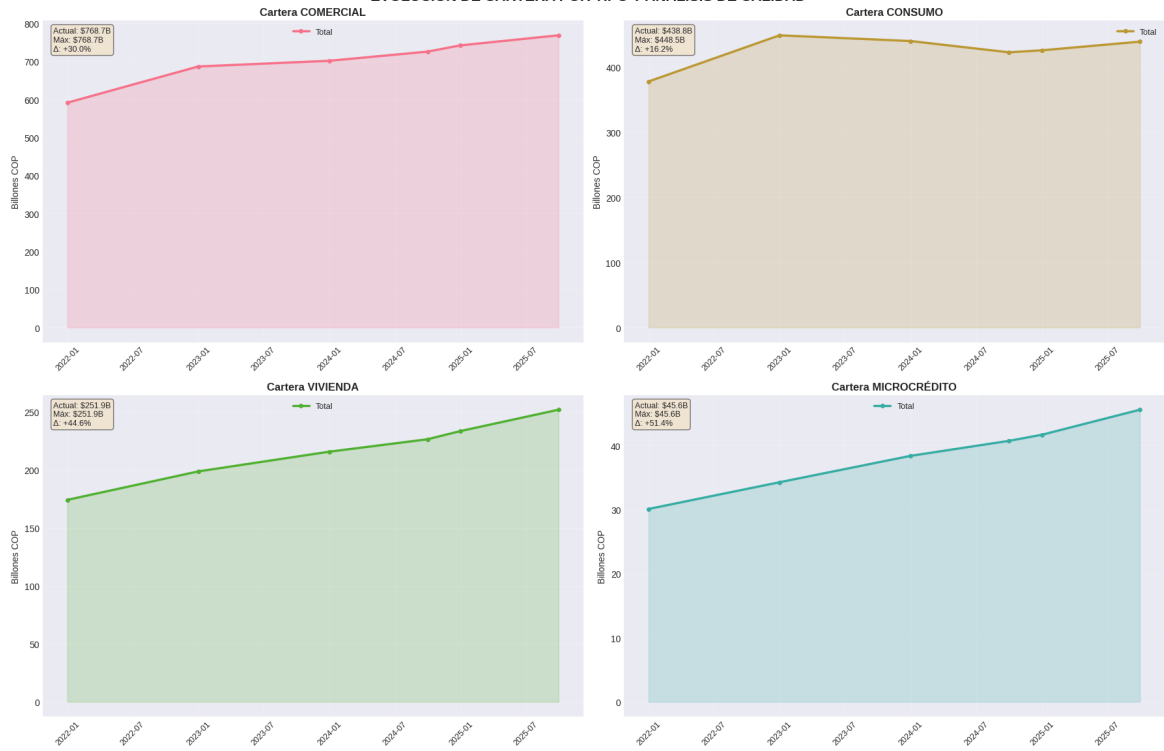 Cartera COMERCIAL
Actual: $768.7B
Máx: $768.7B
Δ: +30.0%
Total
Billones COP
800
700
600
500
400
300
200
100
0
2022-01
2022-07
2023-01
2023-07
2024-01
2024-07
2025-01
2025-07
Cartera CONSUMO
Actual: $438.8B
Máx: $448.5B
Δ: +16.2%
Total
Billones COP
400
300
200
100
0
2022-01
2022-07
2023-01
2023-07
2024-01
2024-07
2025-01
2025-07
Cartera VIVIENDA
Actual: $251.9B
Máx: $251.9B
Δ: +44.6%
Total
Billones COP
250
200
150
100
50
0
2022-01
2022-07
2023-01
2023-07
2024-01
2024-07
2025-01
2025-07
Cartera MICROCRÉDITO
Actual: $45.6B
Máx: $45.6B
Δ: +51.4%
Total
Billones COP
40
30
20
10
0
2022-01
2022-07
2023-01
2023-07
2024-01
2024-07
2025-01
2025-07